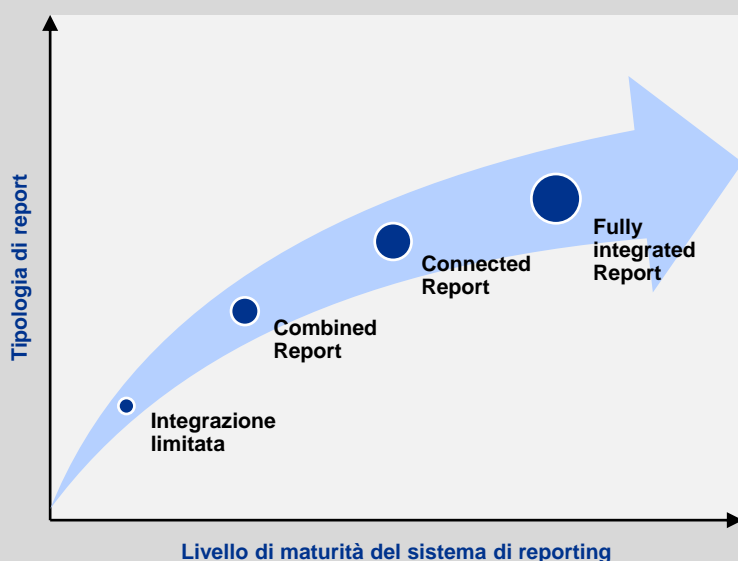 Tipologia di report
Fully
integrated
Report
Connected
Report
Combined
Report
Integrazione
limitata
Livello di maturità del sistema di reporting